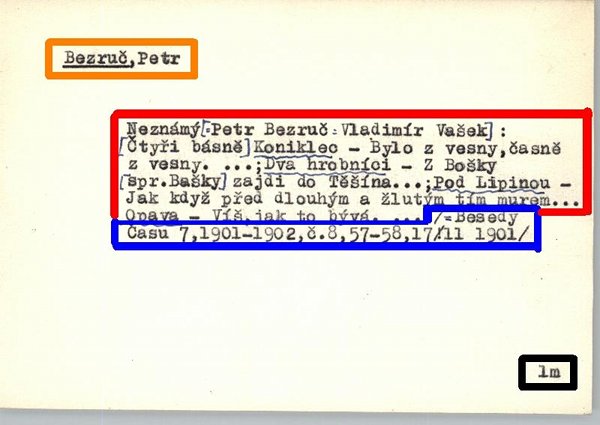 Bezruč,Petr
Neznámý[=Petr Bezruč=Vladimír Vašek]:
[Čtyři básně]Koniklec - Bylo z vesny,časně
z vesny. ...;Dva hrobníci - Z Bošky
[spr.Bašky]zajdi do Těšína...;Pod Lipinou -
Jak když před dlouhým a žlutým tím murem...
Opava - Víš,jak to bývá. ... /=Besedy
Času 7,1901-1902,č.8,57-58,17/11 1901/
1m